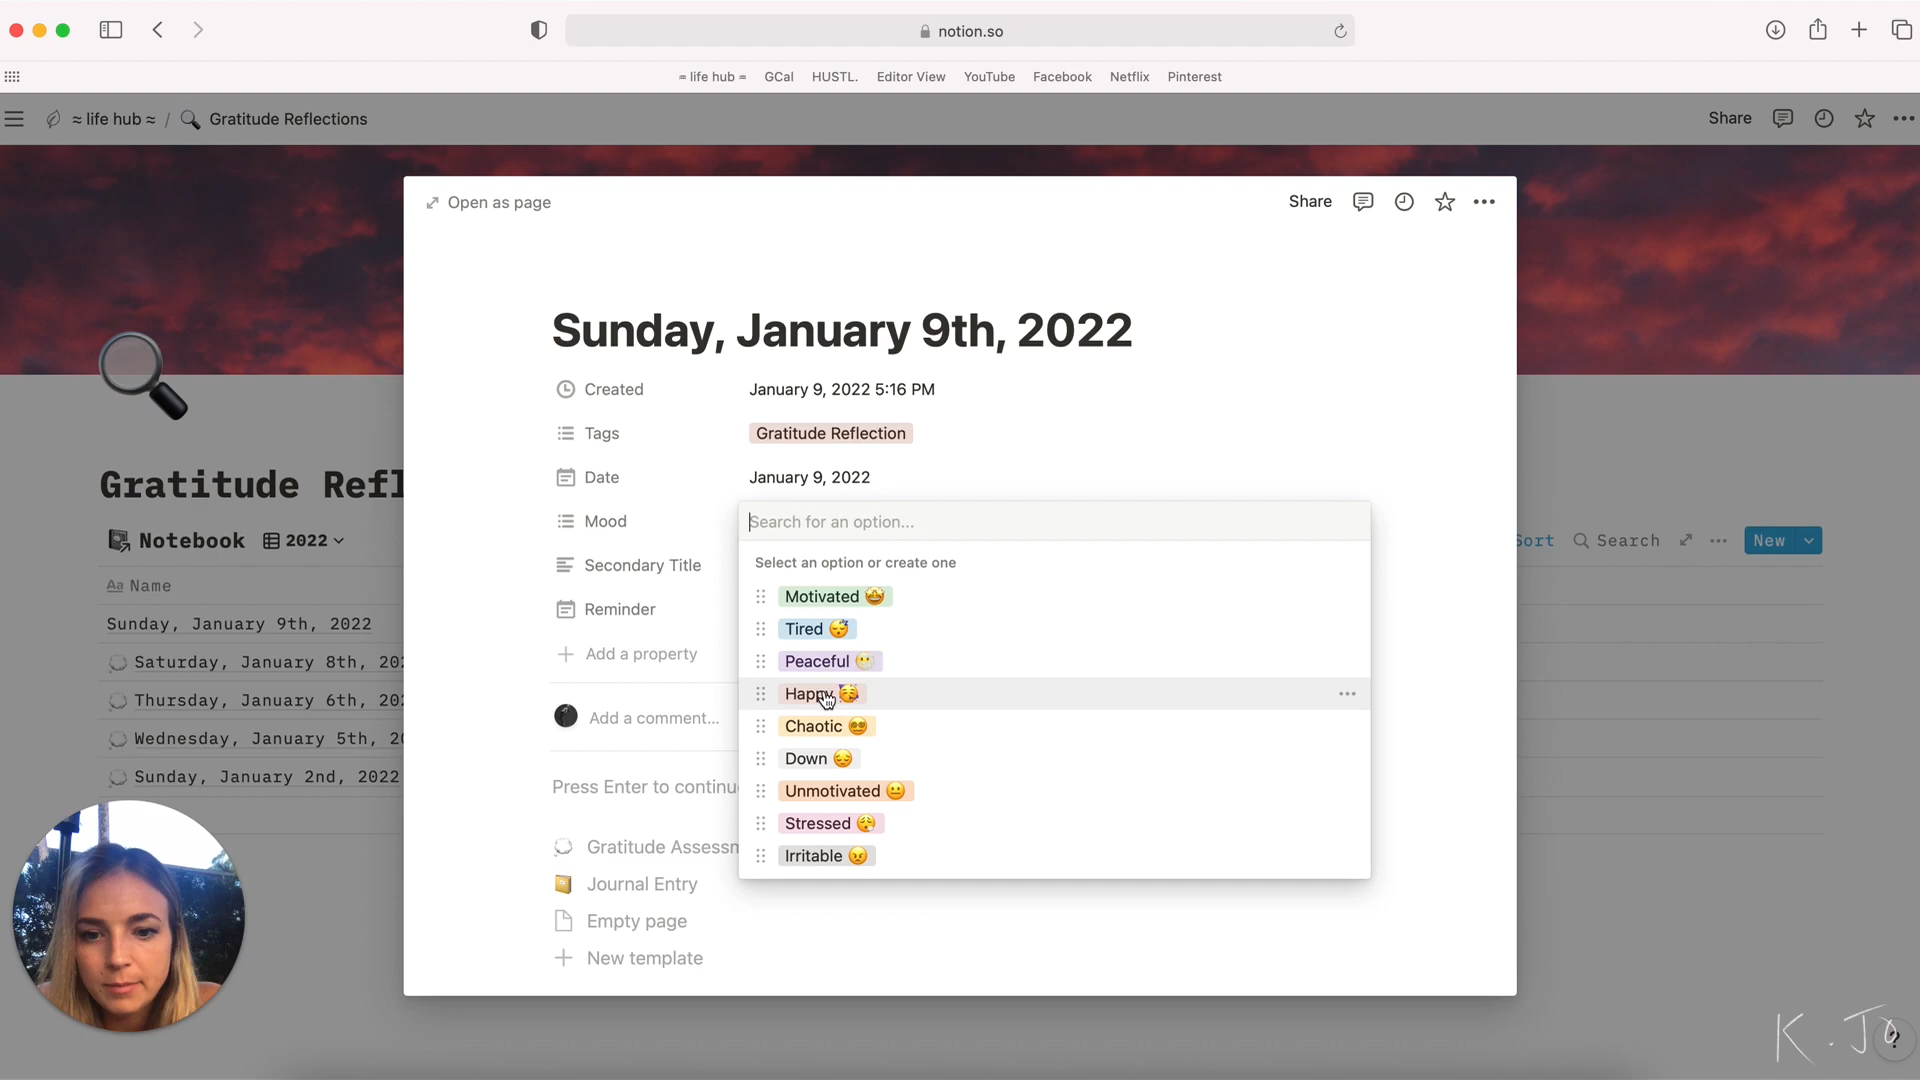 notion.so
≈ life hub ≈ GCal HUSTL. Editor View YouTube Facebook Netflix Pinterest
≈ life hub ≈ / Gratitude Reflections
Share
Open as page
Share
Sunday, January 9th, 2022
Created January 9, 2022 5:16 PM
Tags Gratitude Reflection
Date January 9, 2022
Mood
Secondary Title
Reminder
Add a property
Add a comment...
Press Enter to continu
Gratitude Assessm
Journal Entry
Empty page
New template
Search for an option...
Select an option or create one
Motivated 🤩
Tired 😴
Peaceful 😬
Happy 🥳
Chaotic 😵‍💫
Down 😔
Unmotivated 😐
Stressed 😮‍💨
Irritable 😠
Gratitude Refl
Notebook 2022
Sort Search New
Aa Name
Sunday, January 9th, 2022
Saturday, January 8th, 202
Thursday, January 6th, 202
Wednesday, January 5th, 2
Sunday, January 2nd, 2022
K.Jo
?